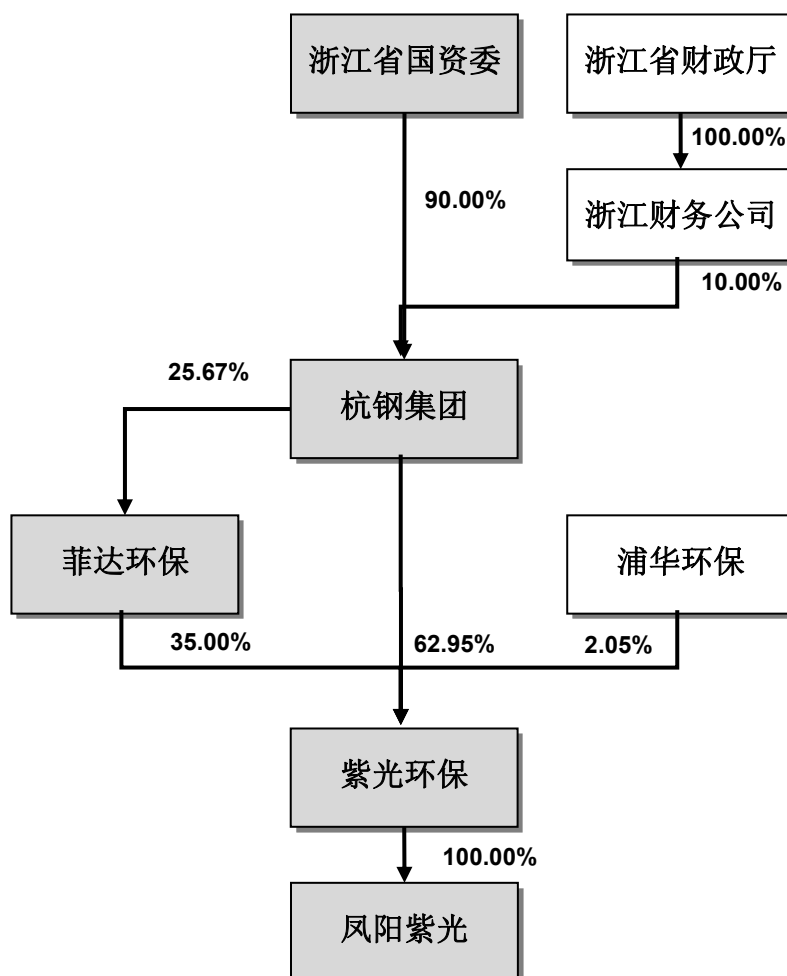 浙江省国资委
浙江省财政厅
100.00%
90.00%
浙江财务公司
10.00%
25.67%
杭钢集团
菲达环保
浦华环保
35.00%
62.95%
2.05%
紫光环保
100.00%
凤阳紫光